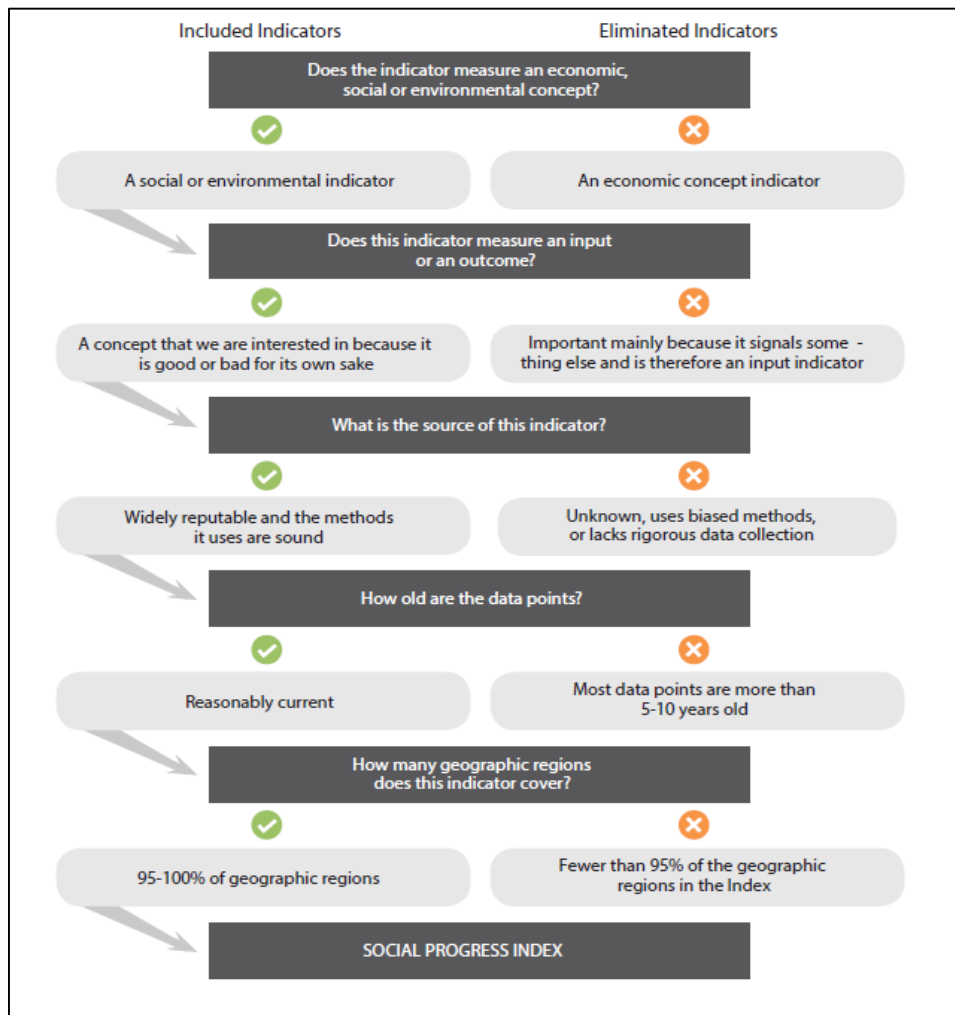 Included Indicators
Eliminated Indicators
Does the indicator measure an economic,
social or environmental concept?
A social or environmental indicator
An economic concept indicator
Does this indicator measure an input
or an outcome?
A concept that we are interested in because it
is good or bad for its own sake
Important mainly because it signals some -
thing else and is therefore an input indicator
What is the source of this indicator?
Widely reputable and the methods
it uses are sound
Unknown, uses biased methods,
or lacks rigorous data collection
How old are the data points?
Reasonably current
Most data points are more than
5-10 years old
How many geographic regions
does this indicator cover?
95-100% of geographic regions
Fewer than 95% of the geographic
regions in the Index
SOCIAL PROGRESS INDEX